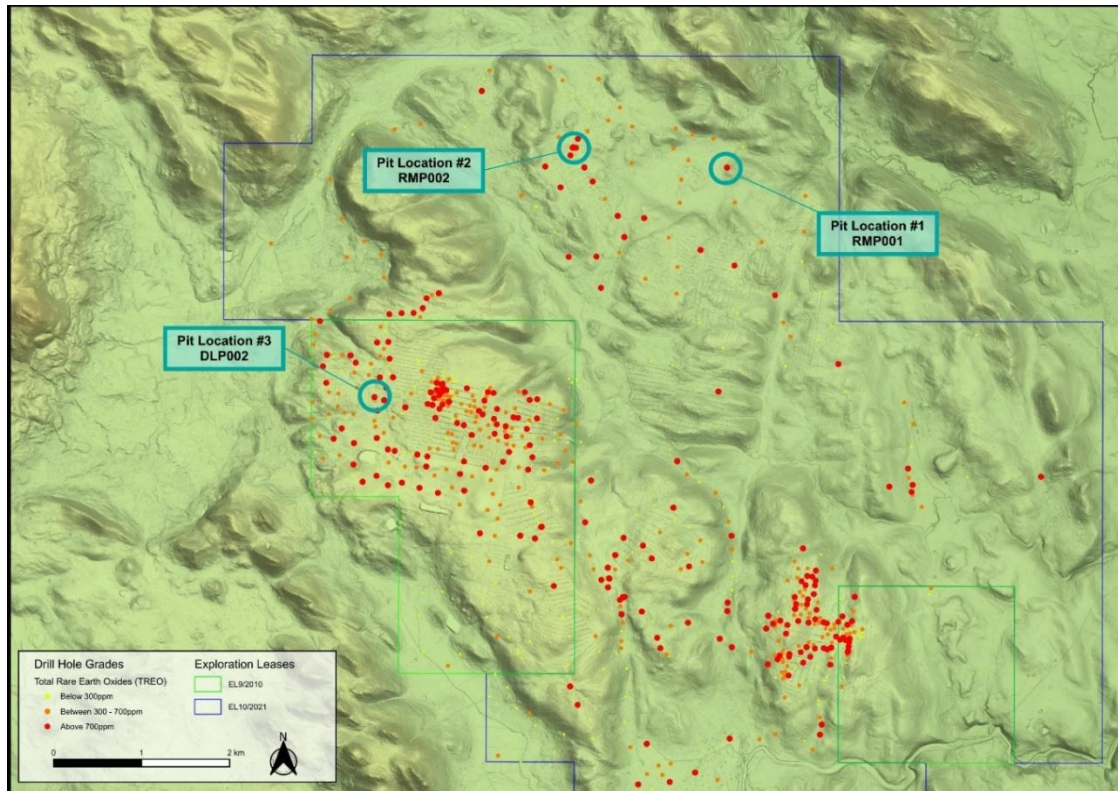 Pit Location #2
RMP002
Pit Location #1
RMP001
Pit Location #3
DLP002
Drill Hole Grades
Total Rare Earth Oxides (TREO)
Below 300ppm
Between 300 - 700ppm
Above 700ppm
Exploration Leases
EL9/2010
EL10/2021
0 1 2 km
N